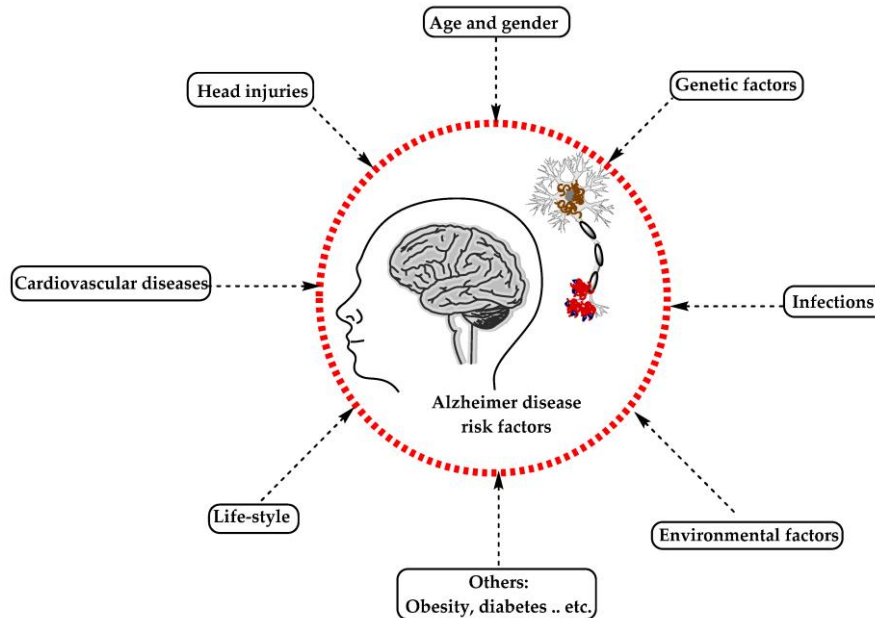 Age and gender
Head injuries
Genetic factors
Cardiovascular diseases
Infections
Alzheimer disease
risk factors
Life-style
Environmental factors
Others:
Obesity, diabetes .. etc.